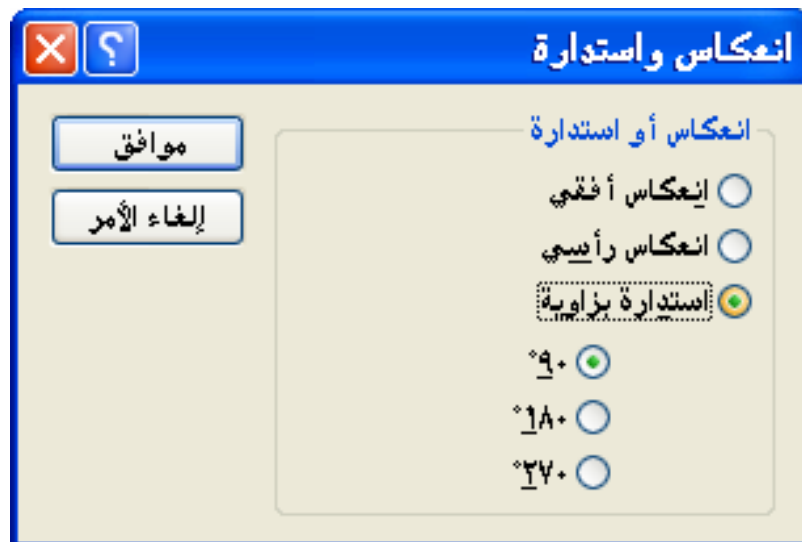 انعكاس واستدارة
انعكاس أو استدارة
انعكاس أفقي
انعكاس رأسي
استدارة بزاوية
٩٠°
١٨٠°
٢٧٠°
موافق
إلغاء الأمر